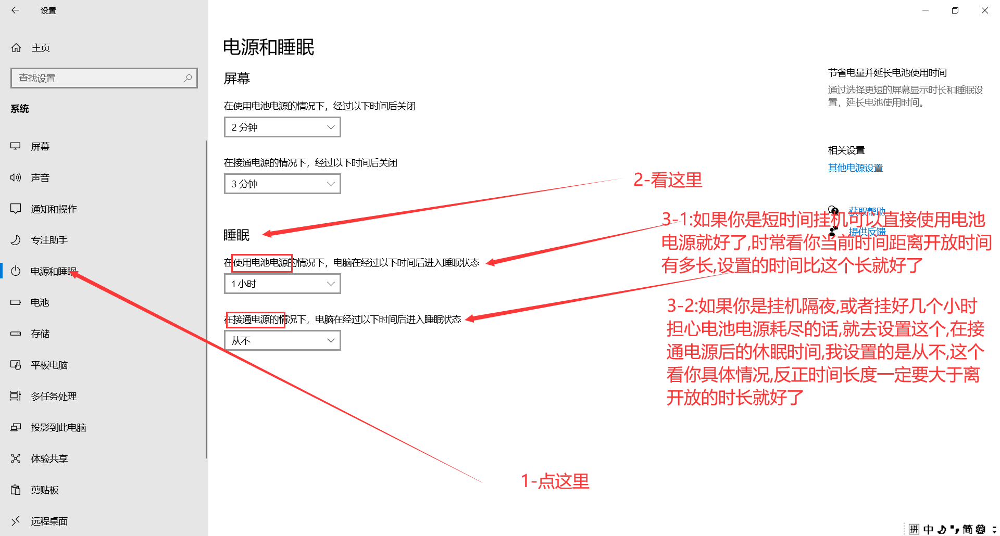 设置
主页
查找设置
系统
屏幕
声音
通知和操作
专注助手
电源和睡眠
电池
存储
平板电脑
多任务处理
投影到此电脑
体验共享
剪贴板
远程桌面
电源和睡眠
屏幕
在使用电池电源的情况下，经过以下时间后关闭
2 分钟
在接通电源的情况下，经过以下时间后关闭
3 分钟
睡眠
在使用电池电源的情况下，电脑在经过以下时间后进入睡眠状态
1 小时
在接通电源的情况下，电脑在经过以下时间后进入睡眠状态
从不
节省电量并延长电池使用时间
通过选择更短的屏幕显示时长和睡眠设
置，延长电池使用时间。
相关设置
其他电源设置
获取帮助
提供反馈
2-看这里
3-1:如果你是短时间挂机可以直接使用电池
电源就好了,时常看你当前时间距离开放时间
有多长,设置的时间比这个长就好了
3-2:如果你是挂机隔夜,或者挂好几个小时
担心电池电源耗尽的话,就去设置这个,在接
通电源后的休眠时间,我设置的是从不,这个
看你具体情况,反正时间长度一定要大于离
开放的时长就好了
1-点这里
拼 中 简